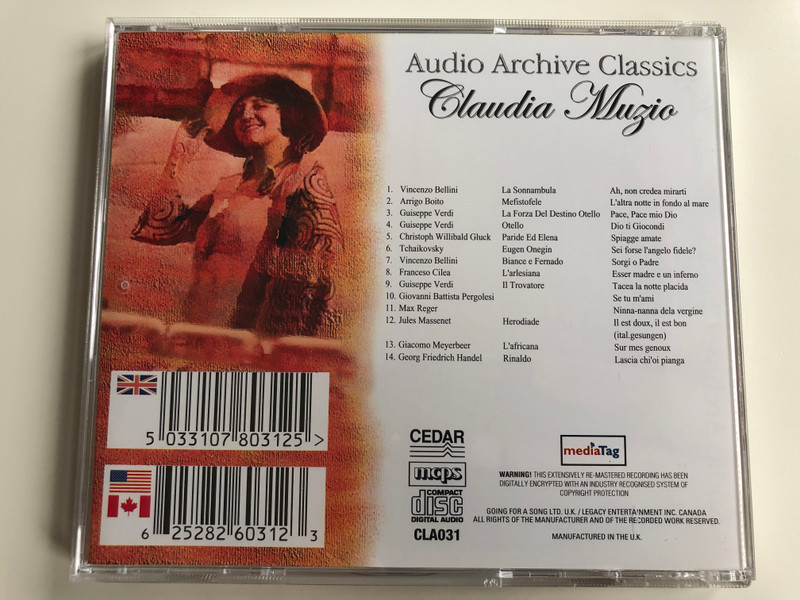 Audio Archive Classics
Claudia Muzio
1. Vincenzo Bellini La Sonnambula Ah, non credea mirarti
2. Arrigo Boito Mefistofele L'altra notte in fondo al mare
3. Guiseppe Verdi La Forza Del Destino Otello Pace, Pace mio Dio
4. Guiseppe Verdi Otello Dio ti Giocondi
5. Christoph Willibald Gluck Paride Ed Elena Spiagge amate
6. Tchaikovsky Eugen Onegin Sei forse l'angelo fidele?
7. Vincenzo Bellini Biance e Fernado Sorgi o Padre
8. Franceso Cilea L'arlesiana Esser madre e un inferno
9. Guiseppe Verdi Il Trovatore Tacea la notte placida
10. Giovanni Battista Pergolesi Se tu m'ami
11. Max Reger Ninna-nanna dela vergine
12. Jules Massenet Herodiade Il est doux, il est bon
(ital.gesungen)
13. Giacomo Meyerbeer L'africana Sur mes genoux
14. Georg Friedrich Handel Rinaldo Lascia chi'oi pianga
5 033107 803125 >
6 25282 60312 3
CEDAR
mcps
COMPACT
disc
DIGITAL AUDIO
CLA031
mediaTag
WARNING! THIS EXTENSIVELY RE-MASTERED RECORDING HAS BEEN
DIGITALLY ENCRYPTED WITH AN INDUSTRY RECOGNISED SYSTEM OF
COPYRIGHT PROTECTION
GOING FOR A SONG LTD. U.K. / LEGACY ENTERTAINMENT INC. CANADA
ALL RIGHTS OF THE MANUFACTURER AND OF THE RECORDED WORK RESERVED.
MANUFACTURED IN THE U.K.